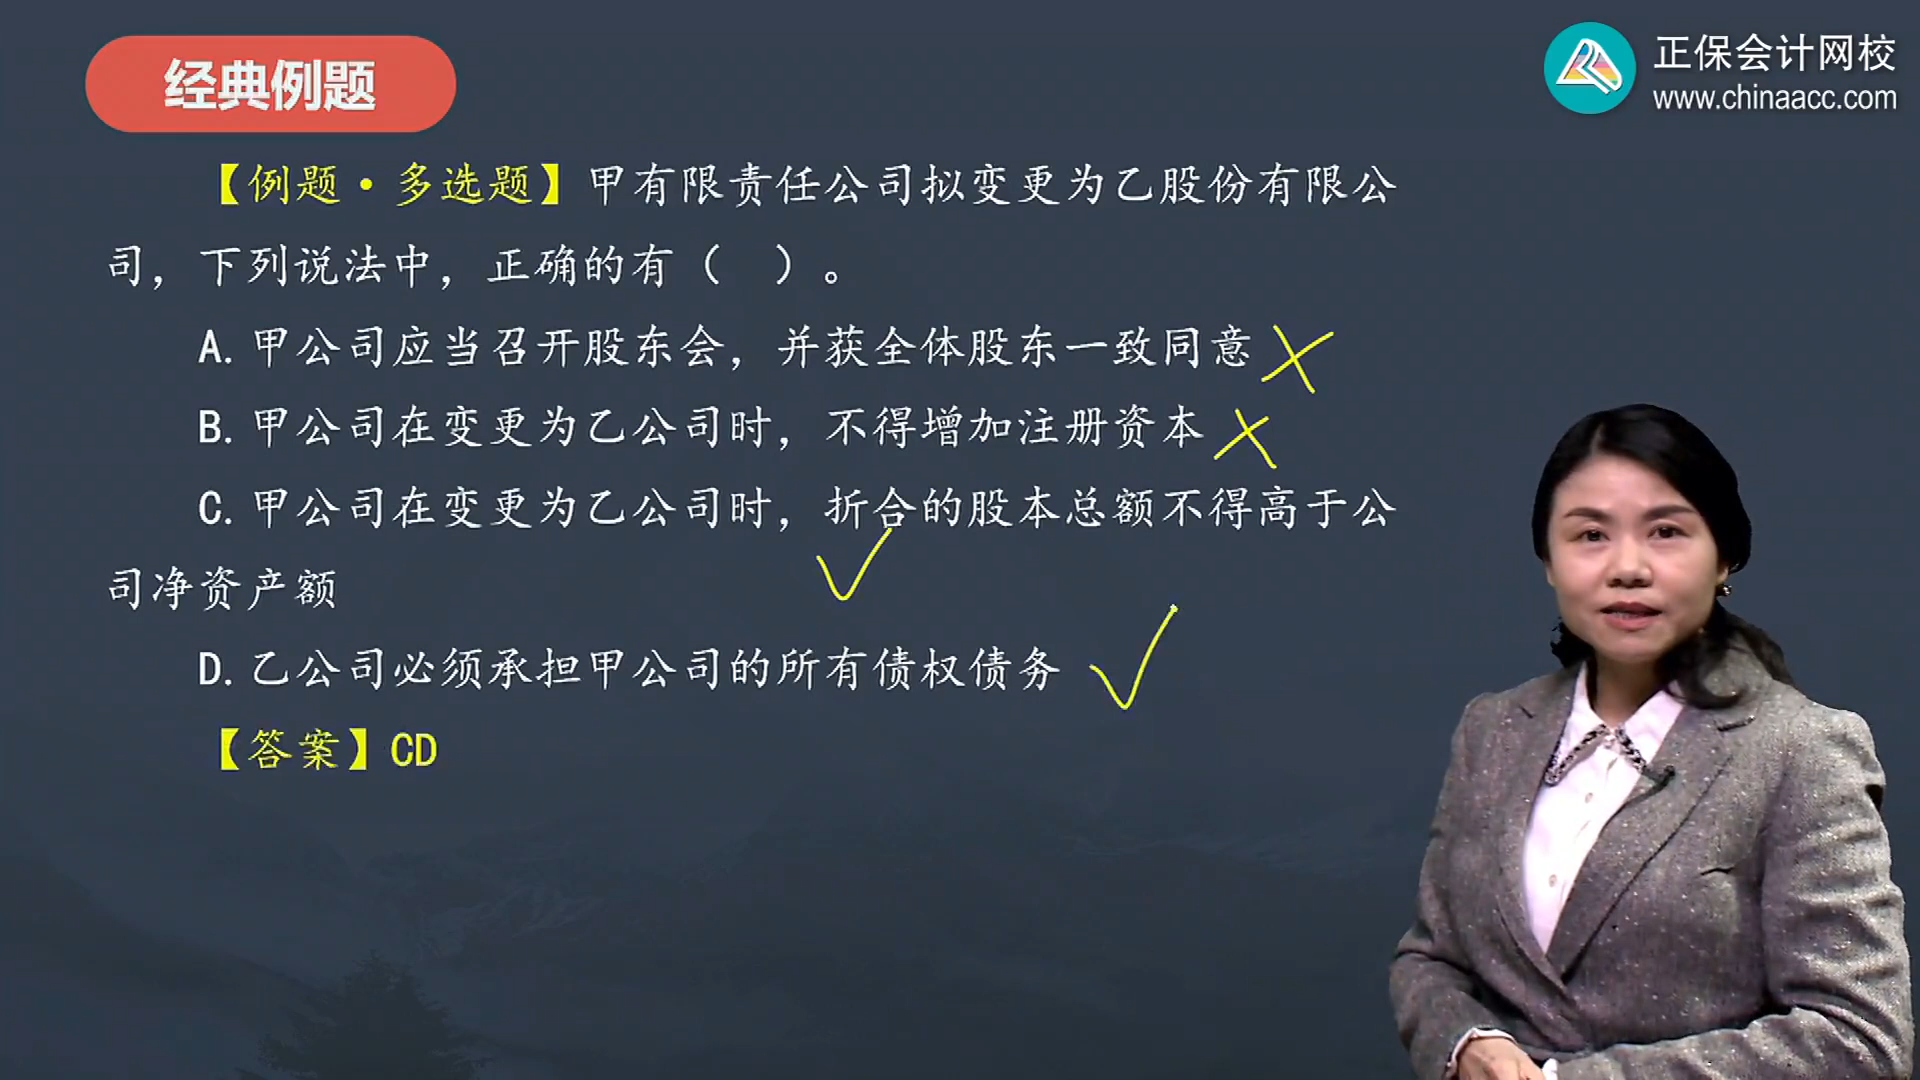 经典例题
正保会计网校
www.chinaacc.com
【例题·多选题】甲有限责任公司拟变更为乙股份有限公
司，下列说法中，正确的有（ ）。
A.甲公司应当召开股东会，并获全体股东一致同意
B.甲公司在变更为乙公司时，不得增加注册资本
C.甲公司在变更为乙公司时，折合的股本总额不得高于公
司净资产额
D.乙公司必须承担甲公司的所有债权债务
【答案】CD